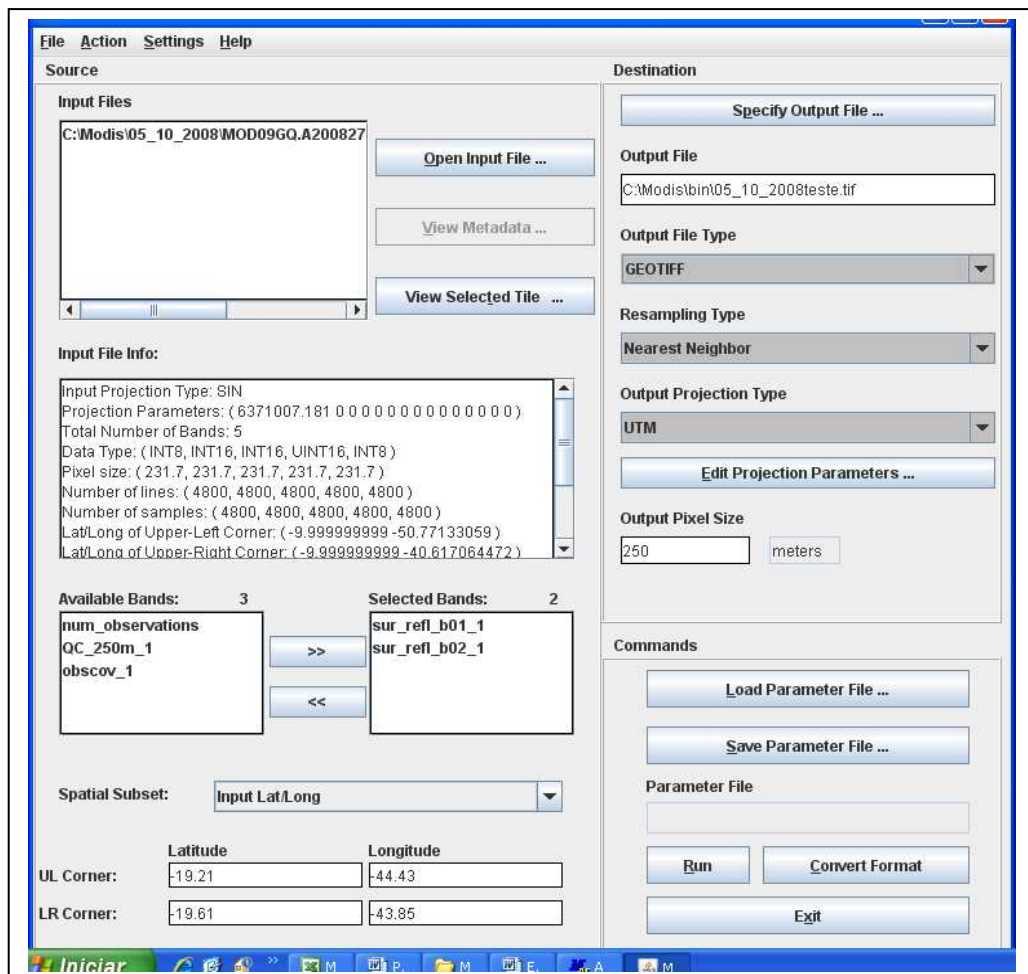 File Action Settings Help
Source
Input Files
C:\Modis\05_10_2008\MOD09GQ.A200827
Open Input File ...
View Metadata ...
View Selected Tile ...
Input File Info:
Input Projection Type: SIN
Projection Parameters: ( 6371007.181 0 0 0 0 0 0 0 0 0 0 0 0 0 0 )
Total Number of Bands: 5
Data Type: ( INT8, INT16, INT16, UINT16, INT8 )
Pixel size: ( 231.7, 231.7, 231.7, 231.7, 231.7 )
Number of lines: ( 4800, 4800, 4800, 4800, 4800 )
Number of samples: ( 4800, 4800, 4800, 4800, 4800 )
Lat/Long of Upper-Left Corner: ( -9.999999999 -50.77133059 )
Lat/Long of Upper-Right Corner: ( -9.999999999 -40.617064472 )
Available Bands: 3
num_observations
QC_250m_1
obscov_1
>>
<<
Selected Bands: 2
sur_refl_b01_1
sur_refl_b02_1
Spatial Subset: Input Lat/Long
Latitude Longitude
UL Corner: -19.21 -44.43
LR Corner: -19.61 -43.85
Destination
Specify Output File ...
Output File
C:\Modis\bin\05_10_2008teste.tif
Output File Type
GEOTIFF
Resampling Type
Nearest Neighbor
Output Projection Type
UTM
Edit Projection Parameters ...
Output Pixel Size
250 meters
Commands
Load Parameter File ...
Save Parameter File ...
Parameter File
Run Convert Format
Exit
Iniciar » M P. M E. A M